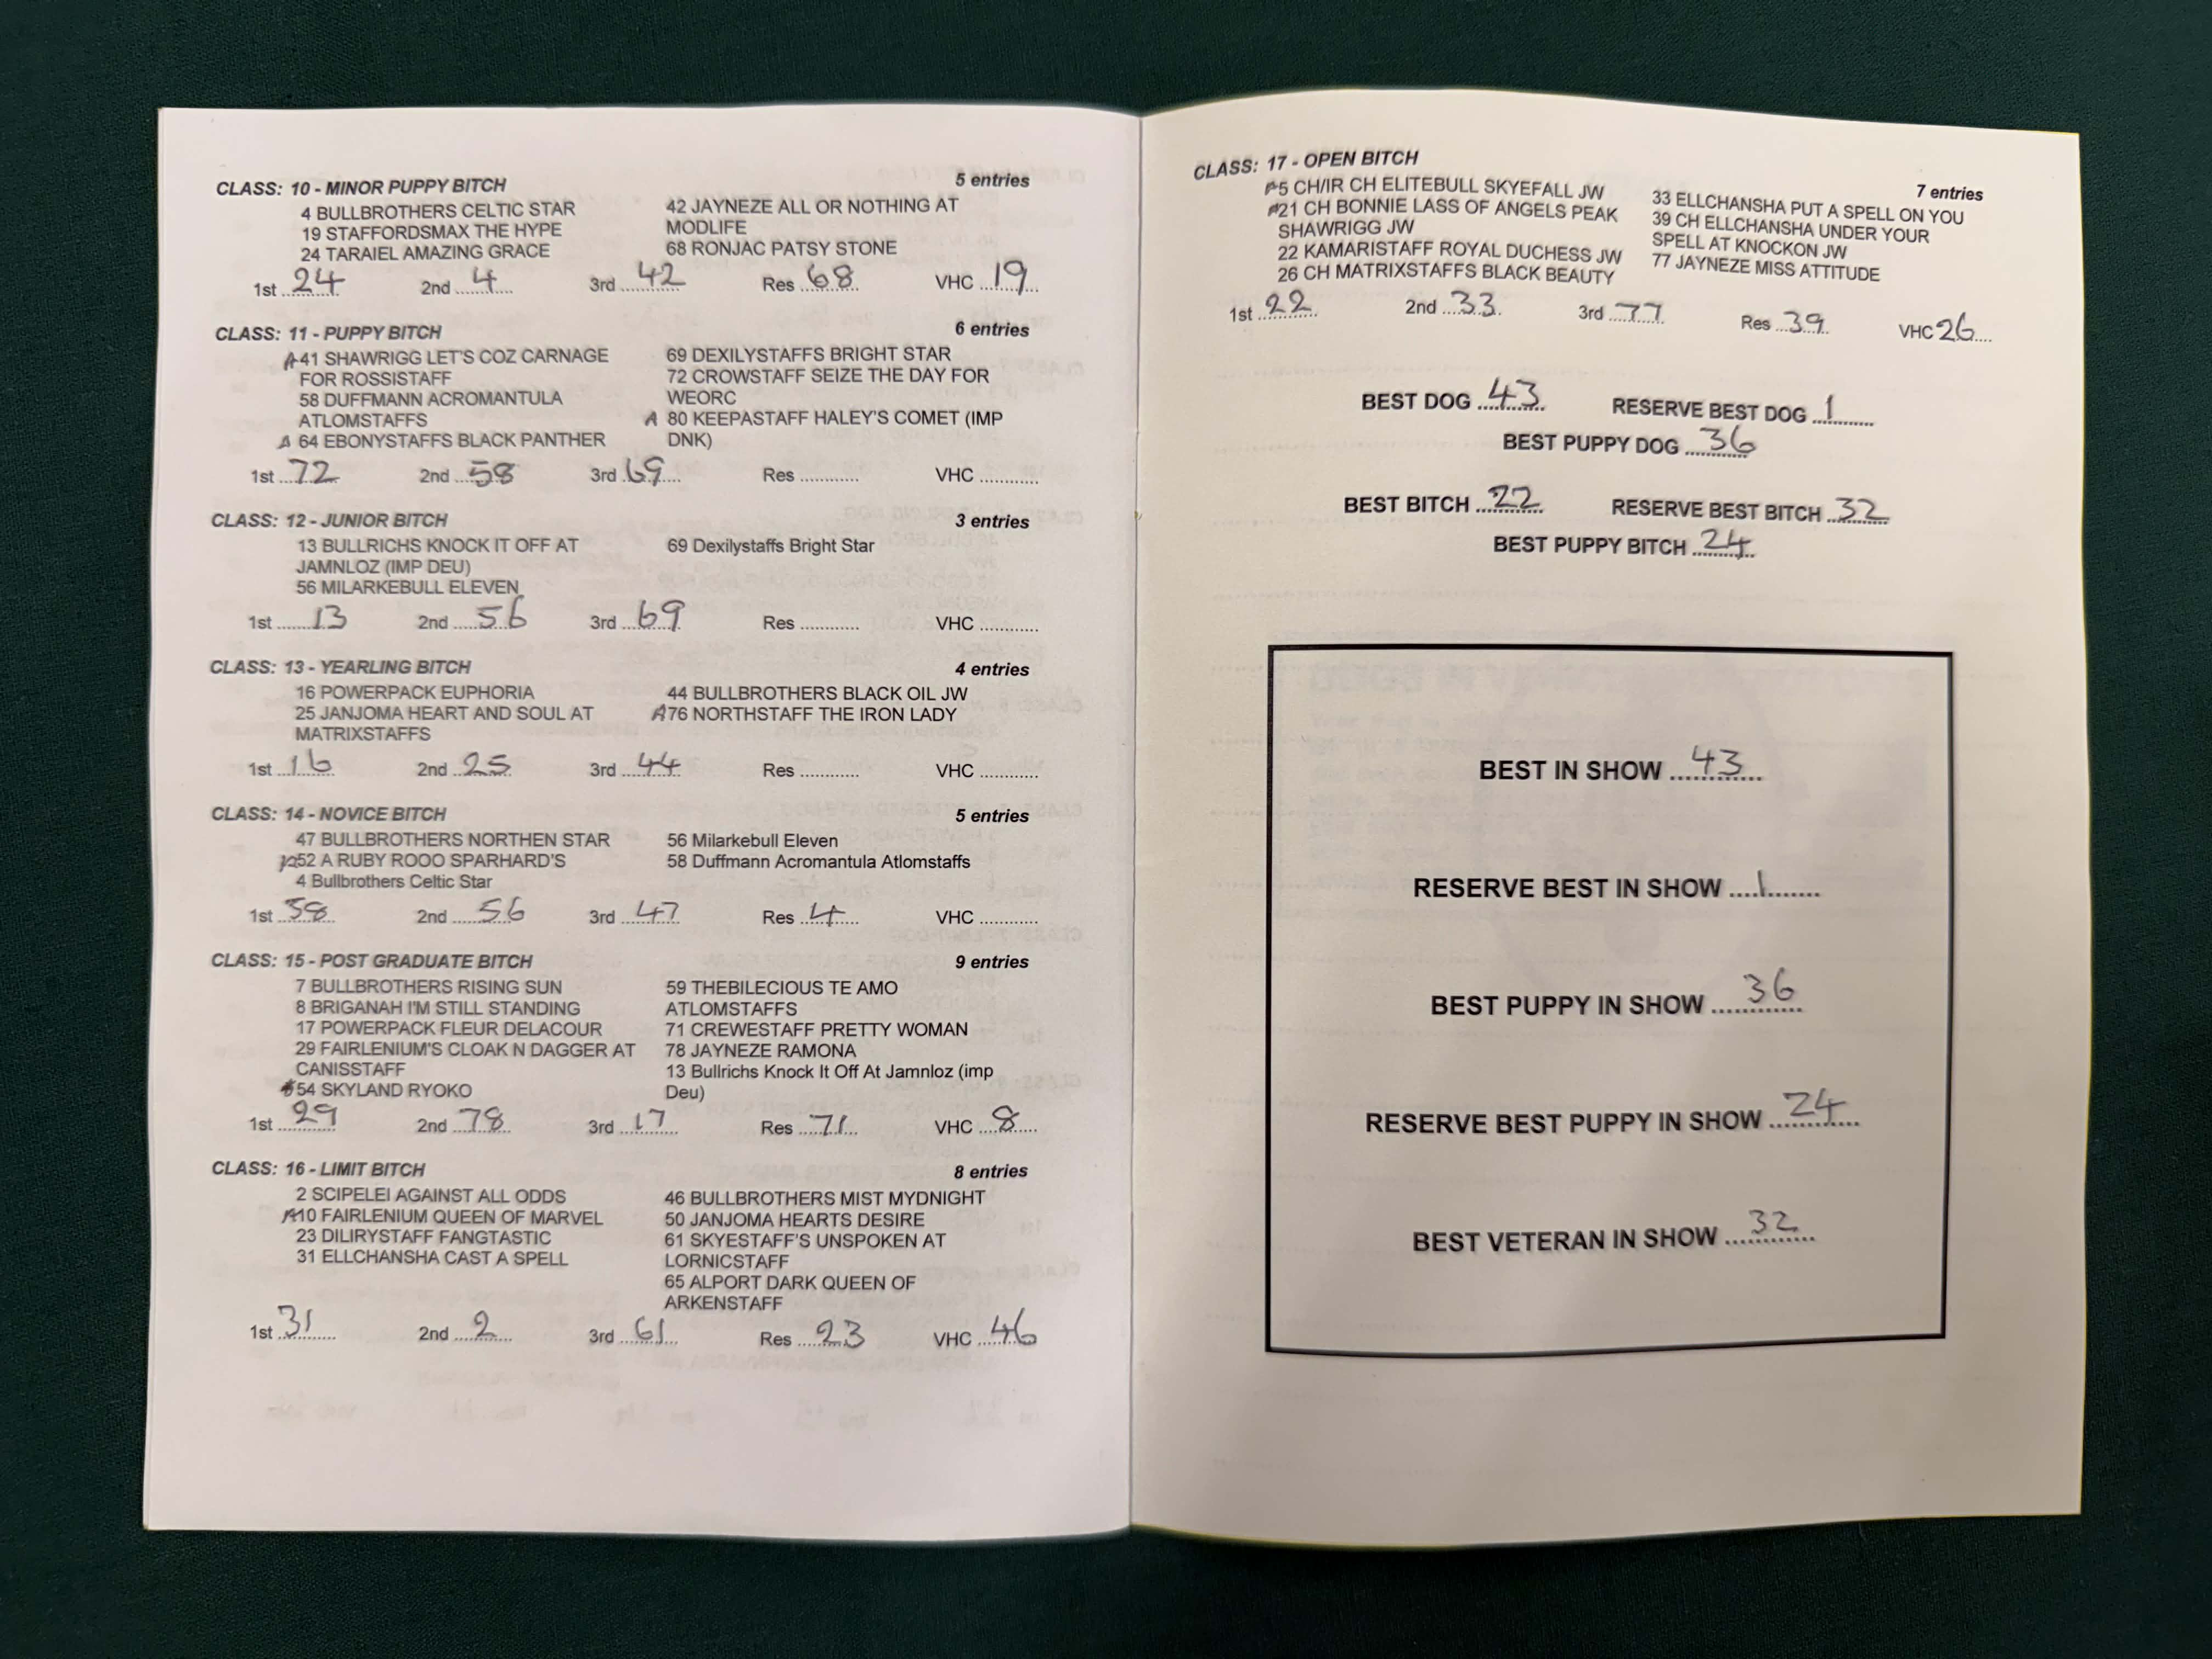 CLASS: 10 - MINOR PUPPY BITCH 5 entries
4 BULLBROTHERS CELTIC STAR
19 STAFFORDSMAX THE HYPE
24 TARAIEL AMAZING GRACE
42 JAYNEZE ALL OR NOTHING AT
MODLIFE
68 RONJAC PATSY STONE
1st 24 2nd 4 3rd 42 Res 68 VHC 19
CLASS: 11 - PUPPY BITCH 6 entries
A 41 SHAWRIGG LET'S COZ CARNAGE
FOR ROSSISTAFF
58 DUFFMANN ACROMANTULA
ATLOMSTAFFS
A 64 EBONYSTAFFS BLACK PANTHER
69 DEXILYSTAFFS BRIGHT STAR
72 CROWSTAFF SEIZE THE DAY FOR
WEORC
A 80 KEEPASTAFF HALEY'S COMET (IMP
DNK)
1st 72 2nd 58 3rd 69 Res ............ VHC ............
CLASS: 12 - JUNIOR BITCH 3 entries
13 BULLRICHS KNOCK IT OFF AT
JAMNLOZ (IMP DEU)
56 MILARKEBULL ELEVEN
69 Dexilystaffs Bright Star
1st 13 2nd 56 3rd 69 Res ............ VHC ............
CLASS: 13 - YEARLING BITCH 4 entries
16 POWERPACK EUPHORIA
25 JANJOMA HEART AND SOUL AT
MATRIXSTAFFS
44 BULLBROTHERS BLACK OIL JW
A 76 NORTHSTAFF THE IRON LADY
1st 16 2nd 25 3rd 44 Res ............ VHC ............
CLASS: 14 - NOVICE BITCH 5 entries
47 BULLBROTHERS NORTHEN STAR
52 A RUBY ROOO SPARHARD'S
4 Bullbrothers Celtic Star
56 Milarkebull Eleven
58 Duffmann Acromantula Atlomstaffs
1st 58 2nd 56 3rd 47 Res 4 VHC ............
CLASS: 15 - POST GRADUATE BITCH 9 entries
7 BULLBROTHERS RISING SUN
8 BRIGANAH I'M STILL STANDING
17 POWERPACK FLEUR DELACOUR
29 FAIRLENIUM'S CLOAK N DAGGER AT
CANISSTAFF
54 SKYLAND RYOKO
59 THEBILECIOUS TE AMO
ATLOMSTAFFS
71 CREWESTAFF PRETTY WOMAN
78 JAYNEZE RAMONA
13 Bullrichs Knock It Off At Jamnloz (imp
Deu)
1st 29 2nd 78 3rd 17 Res 71 VHC 8
CLASS: 16 - LIMIT BITCH 8 entries
2 SCIPELEI AGAINST ALL ODDS
A 10 FAIRLENIUM QUEEN OF MARVEL
23 DILIRYSTAFF FANGTASTIC
31 ELLCHANSHA CAST A SPELL
46 BULLBROTHERS MIST MYDNIGHT
50 JANJOMA HEARTS DESIRE
61 SKYESTAFF'S UNSPOKEN AT
LORNICSTAFF
65 ALPORT DARK QUEEN OF
ARKENSTAFF
1st 31 2nd 2 3rd 61 Res 23 VHC 46
CLASS: 17 - OPEN BITCH 7 entries
5 CH/IR CH ELITEBULL SKYEFALL JW
21 CH BONNIE LASS OF ANGELS PEAK
SHAWRIGG JW
22 KAMARISTAFF ROYAL DUCHESS JW
26 CH MATRIXSTAFFS BLACK BEAUTY
33 ELLCHANSHA PUT A SPELL ON YOU
39 CH ELLCHANSHA UNDER YOUR
SPELL AT KNOCKON JW
77 JAYNEZE MISS ATTITUDE
1st 22 2nd 33 3rd 77 Res 39 VHC 26
BEST DOG 43 RESERVE BEST DOG 1
BEST PUPPY DOG 36
BEST BITCH 22 RESERVE BEST BITCH 32
BEST PUPPY BITCH 24
BEST IN SHOW 43
RESERVE BEST IN SHOW 1
BEST PUPPY IN SHOW 36
RESERVE BEST PUPPY IN SHOW 24
BEST VETERAN IN SHOW 32